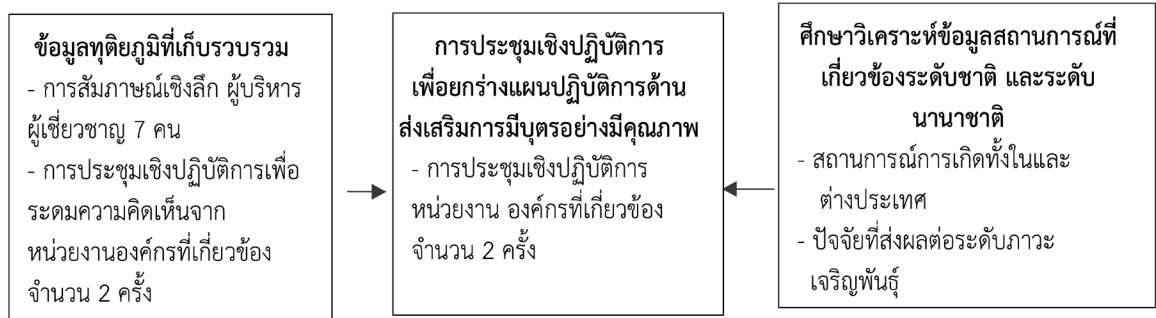 ข้อมูลทุติยภูมิที่เก็บรวบรวม
- การสัมภาษณ์เชิงลึก ผู้บริหาร
ผู้เชี่ยวชาญ 7 คน
- การประชุมเชิงปฏิบัติการเพื่อ
ระดมความคิดเห็นจาก
หน่วยงานองค์กรที่เกี่ยวข้อง
จำนวน 2 ครั้ง
การประชุมเชิงปฏิบัติการ
เพื่อยกร่างแผนปฏิบัติการด้าน
ส่งเสริมการมีบุตรอย่างมีคุณภาพ
- การประชุมเชิงปฏิบัติการ
หน่วยงาน องค์กรที่เกี่ยวข้อง
จำนวน 2 ครั้ง
ศึกษาวิเคราะห์ข้อมูลสถานการณ์ที่
เกี่ยวข้องระดับชาติ และระดับ
นานาชาติ
- สถานการณ์การเกิดทั้งในและ
ต่างประเทศ
- ปัจจัยที่ส่งผลต่อระดับภาวะ
เจริญพันธุ์